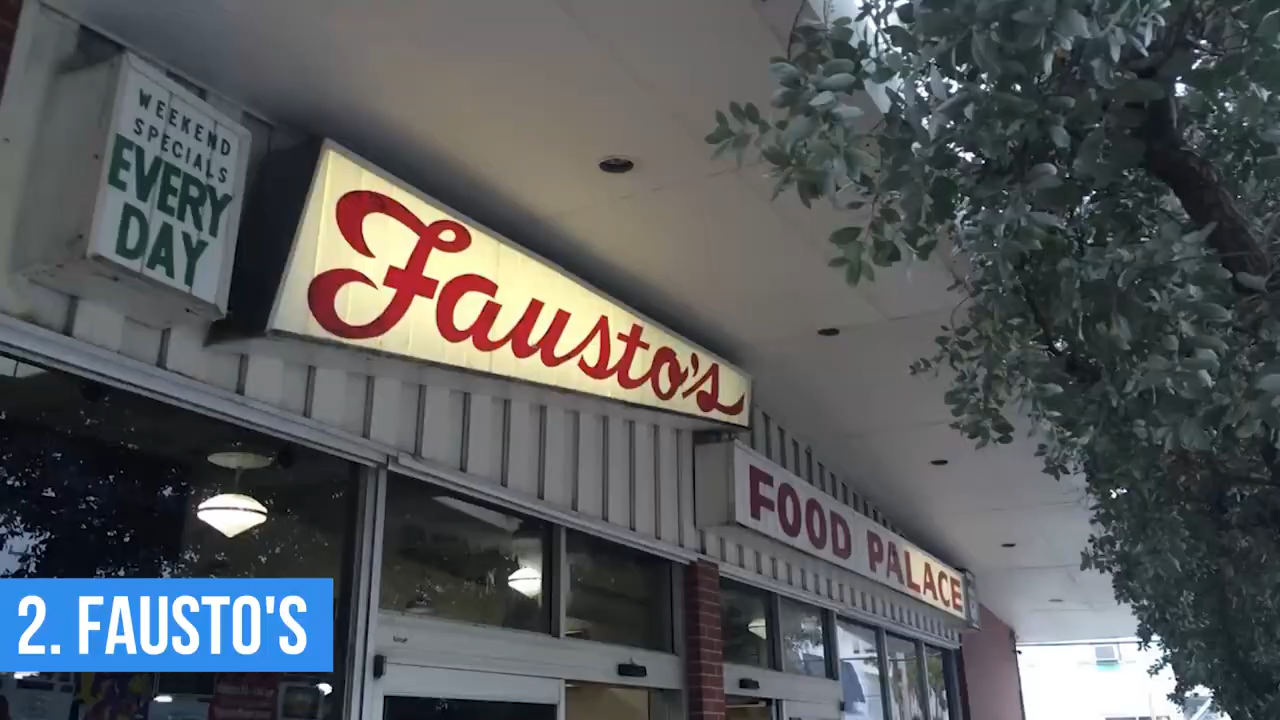 WEEKEND
SPECIALS
EVERY
DAY
Fausto's
FOOD PALACE
2. FAUSTO'S